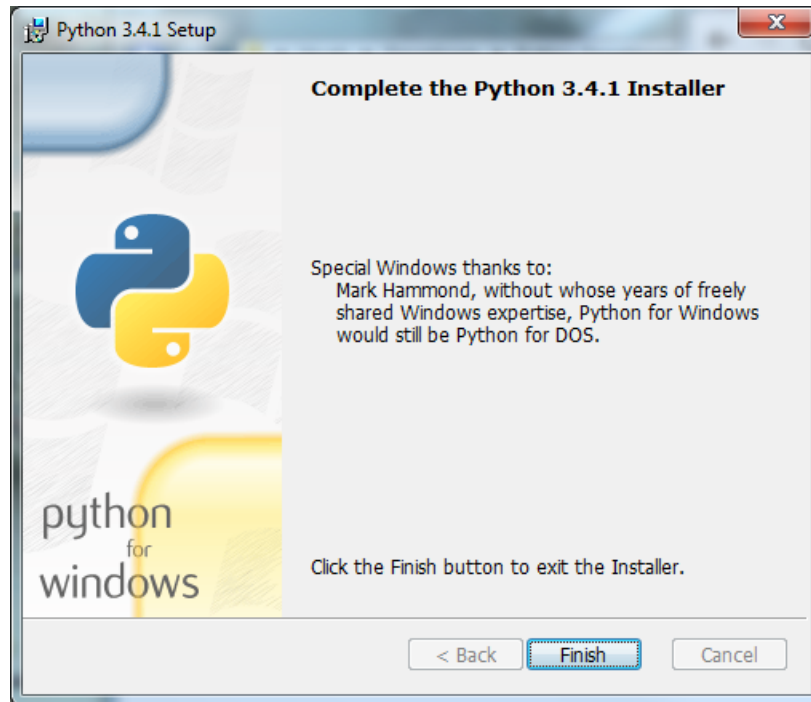 Python 3.4.1 Setup
Complete the Python 3.4.1 Installer
Special Windows thanks to:
Mark Hammond, without whose years of freely
shared Windows expertise, Python for Windows
would still be Python for DOS.
python
for
windows
Click the Finish button to exit the Installer.
< Back
Finish
Cancel